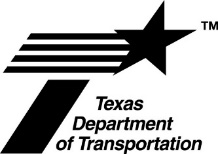 TM
Texas
Department
of Transportation